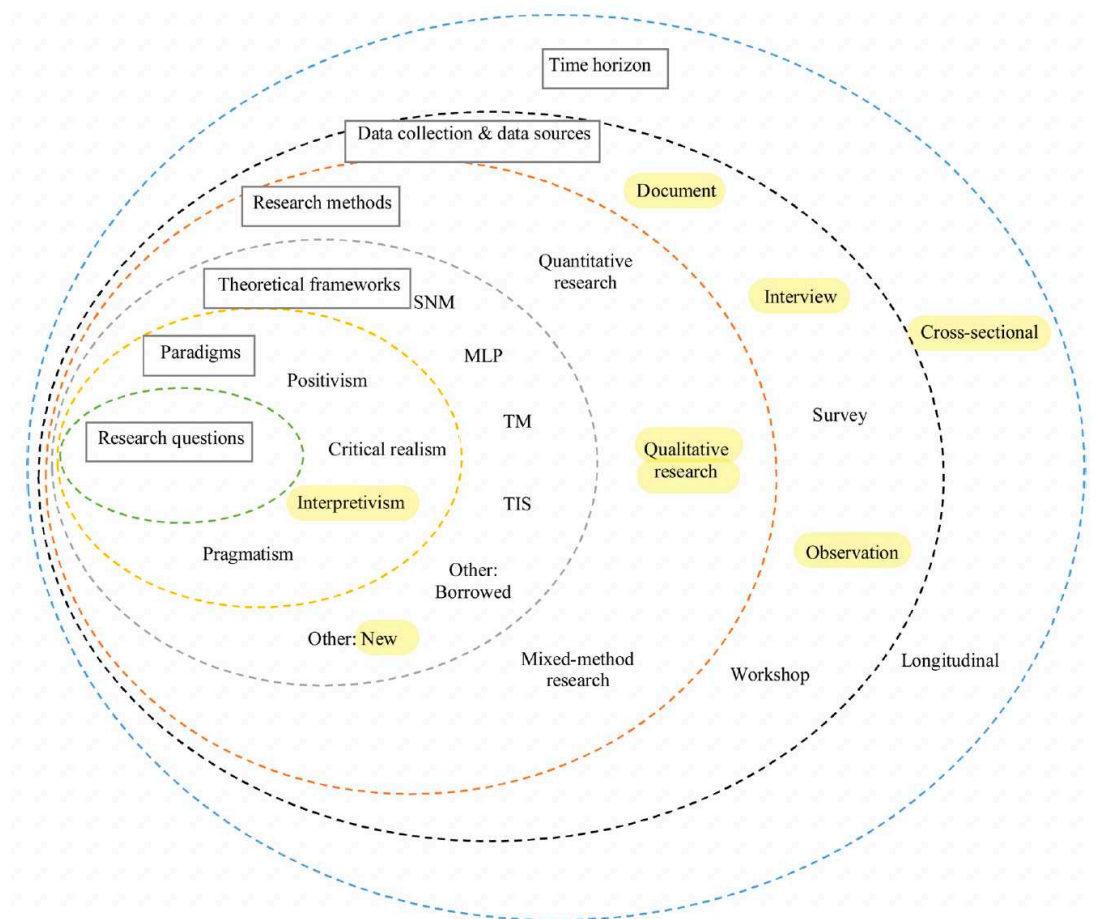 Time horizon
Data collection & data sources
Document
Research methods
Quantitative
research
Theoretical frameworks
SNM
Interview
Cross-sectional
Paradigms
MLP
Positivism
Survey
TM
Research questions
Critical realism
Qualitative
research
Interpretivism
TIS
Pragmatism
Observation
Other:
Borrowed
Other: New
Mixed-method
research
Workshop
Longitudinal